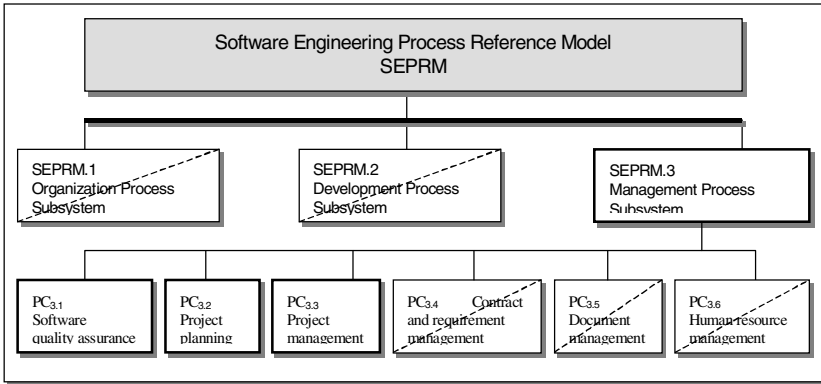 Software Engineering Process Reference Model
SEPRM
SEPRM.1
Organization Process
Subsystem
SEPRM.2
Development Process
Subsystem
SEPRM.3
Management Process
Subsystem
PC3.1
Software
quality assurance
PC3.2
Project
planning
PC3.3
Project
management
PC3.4 Contract
and requirement
management
PC3.5
Document
management
PC3.6
Human resource
management